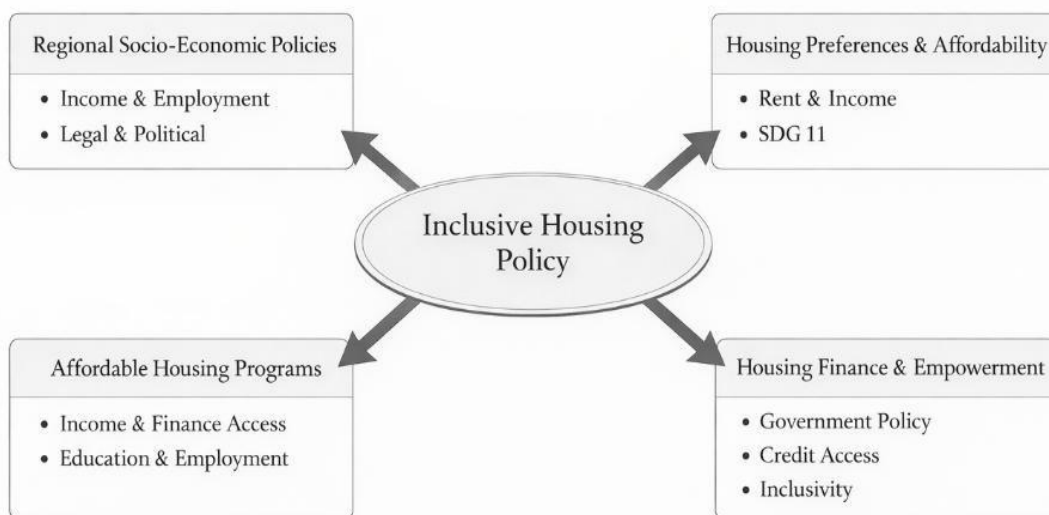 Regional Socio-Economic Policies
• Income & Employment
• Legal & Political
Housing Preferences & Affordability
• Rent & Income
• SDG 11
Inclusive Housing
Policy
Affordable Housing Programs
• Income & Finance Access
• Education & Employment
Housing Finance & Empowerment
• Government Policy
• Credit Access
• Inclusivity